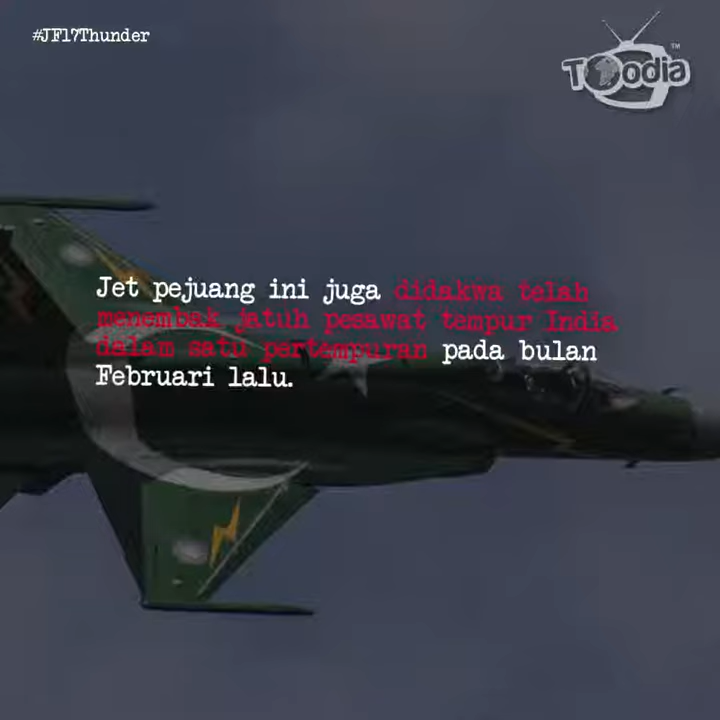 #JF17Thunder
Toodia™
Jet pejuang ini juga didakwa telah
menembak jatuh pesawat tempur India
dalam satu pertempuran pada bulan
Februari lalu.